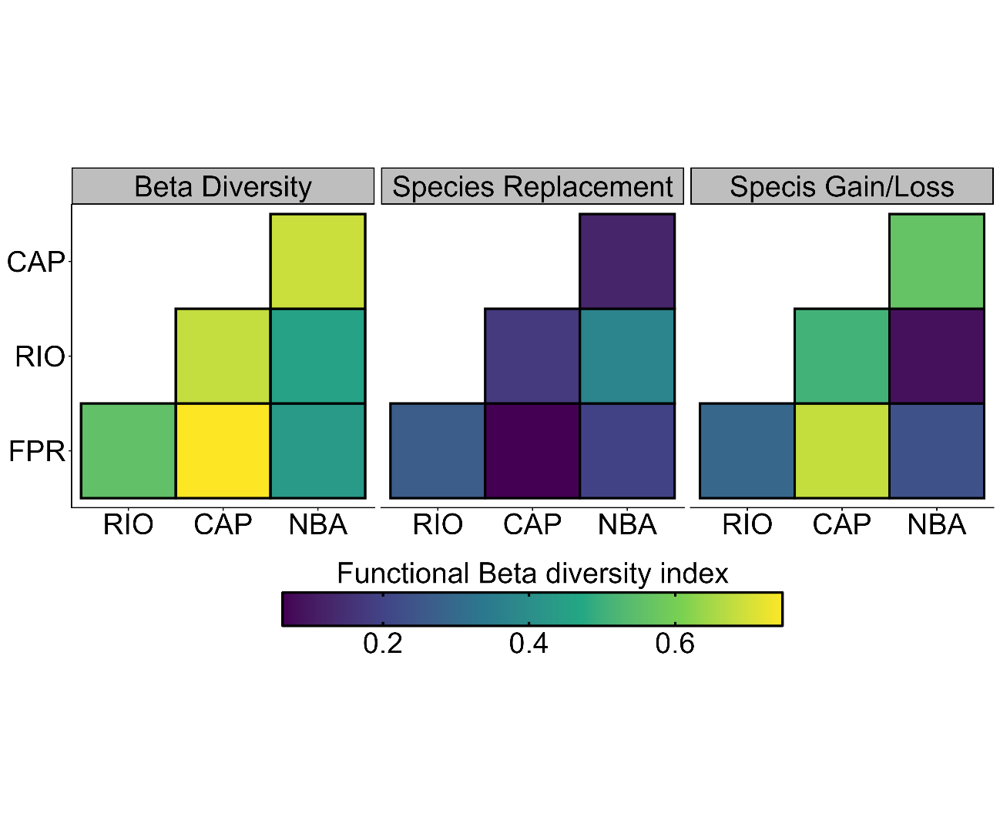 Beta Diversity Species Replacement Specis Gain/Loss
CAP
RIO
FPR
RIO CAP NBA RIO CAP NBA RIO CAP NBA
Functional Beta diversity index
0.2 0.4 0.6